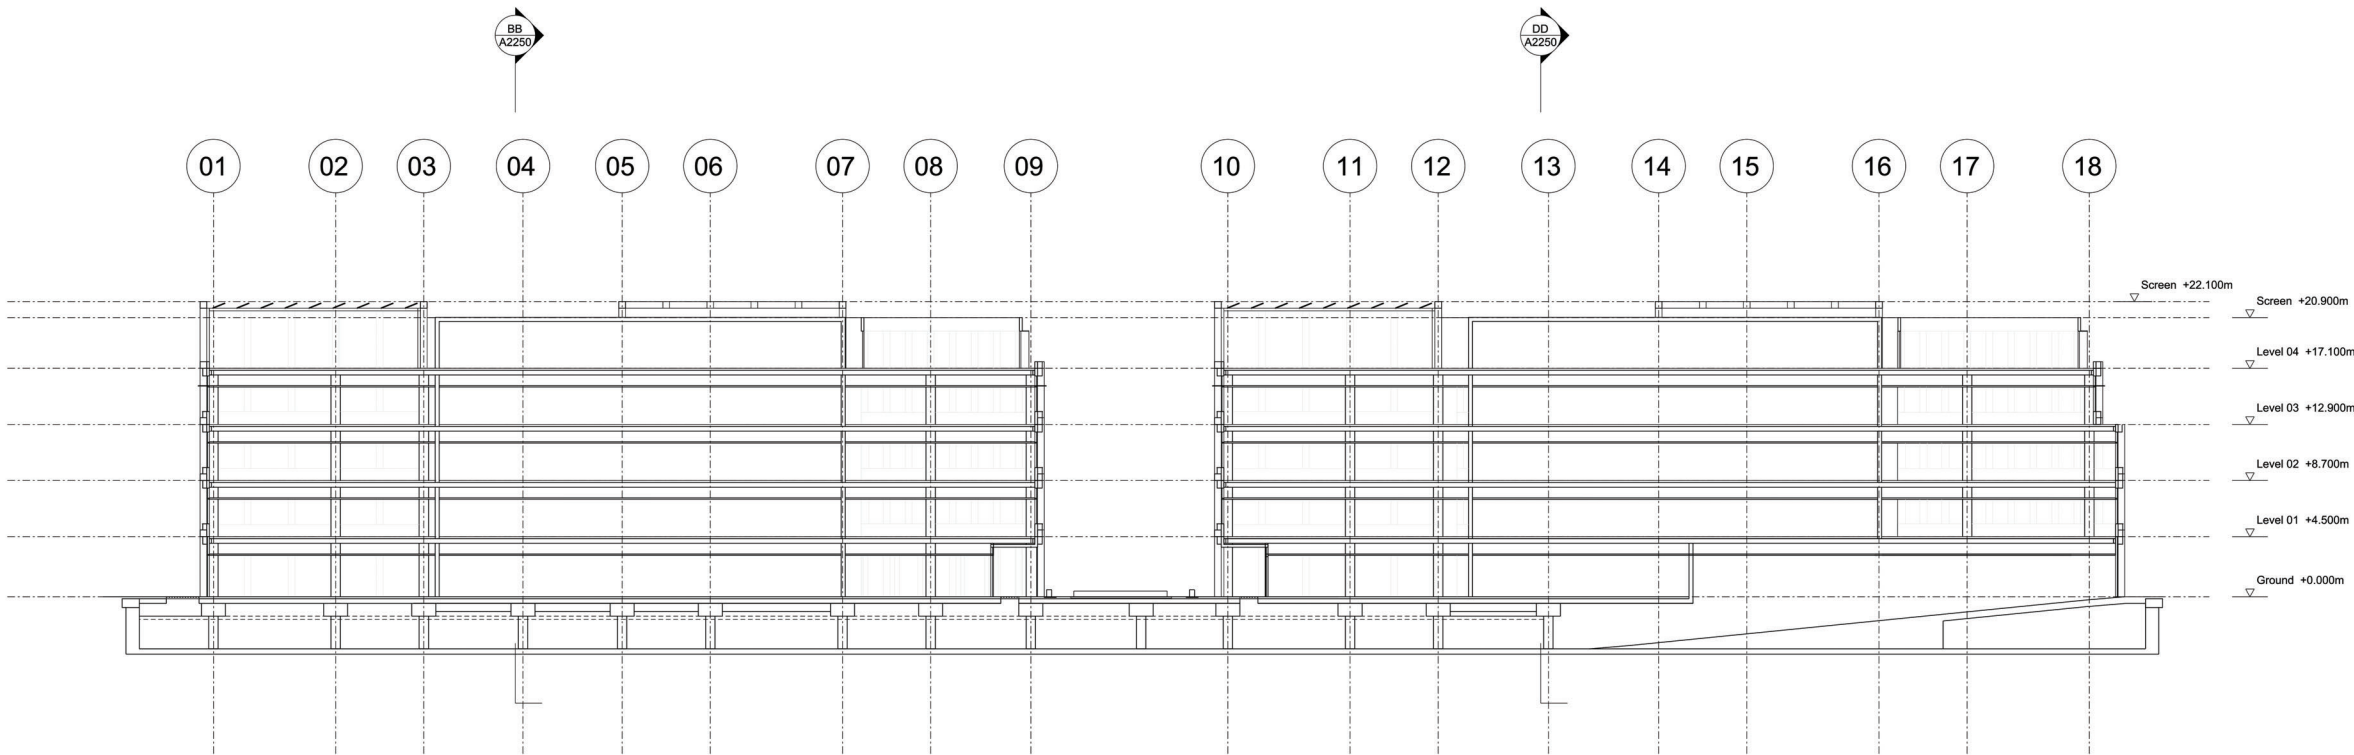 BB
A2250
DD
A2250
01
02
03
04
05
06
07
08
09
10
11
12
13
14
15
16
17
18
Screen +22.100m
Screen +20.900m
Level 04 +17.100m
Level 03 +12.900m
Level 02 +8.700m
Level 01 +4.500m
Ground +0.000m